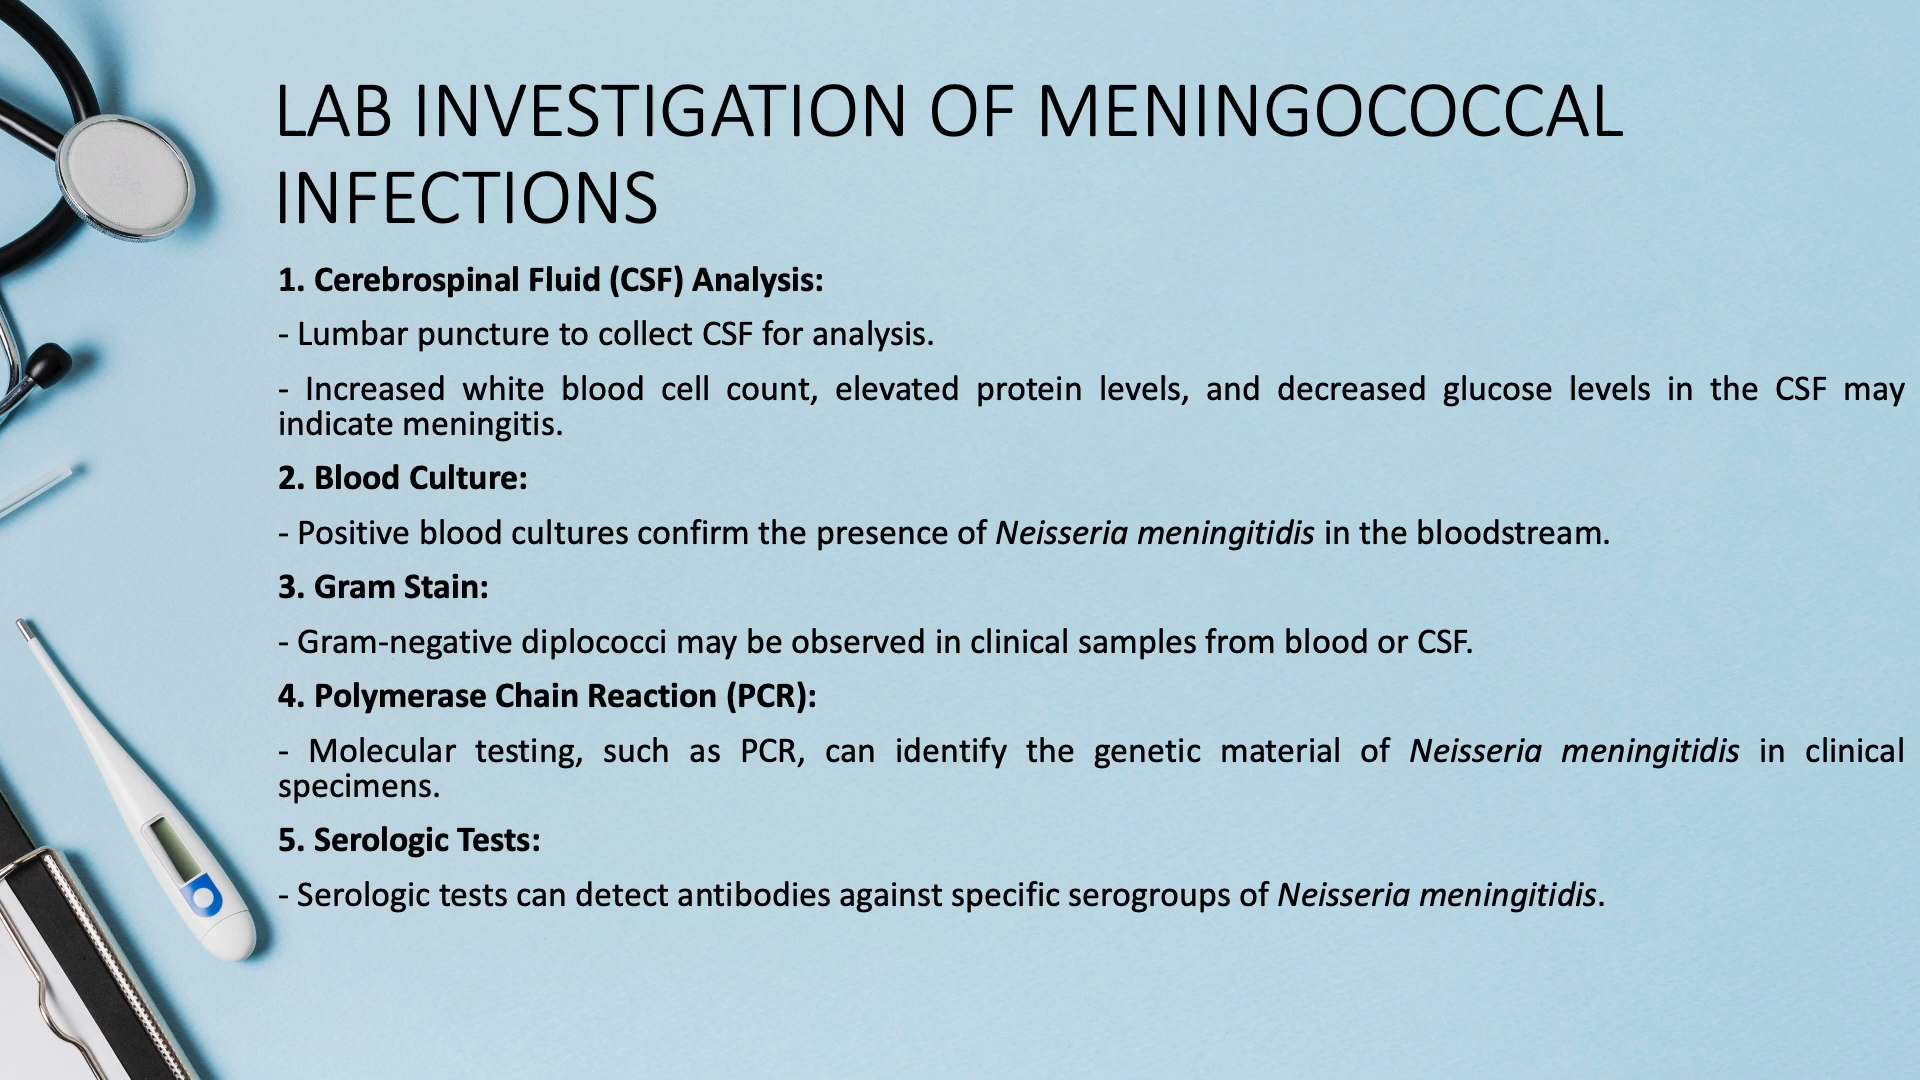 LAB INVESTIGATION OF MENINGOCOCCAL
INFECTIONS
1. Cerebrospinal Fluid (CSF) Analysis:
- Lumbar puncture to collect CSF for analysis.
- Increased white blood cell count, elevated protein levels, and decreased glucose levels in the CSF may
indicate meningitis.
2. Blood Culture:
- Positive blood cultures confirm the presence of Neisseria meningitidis in the bloodstream.
3. Gram Stain:
- Gram-negative diplococci may be observed in clinical samples from blood or CSF.
4. Polymerase Chain Reaction (PCR):
- Molecular testing, such as PCR, can identify the genetic material of Neisseria meningitidis in clinical
specimens.
5. Serologic Tests:
- Serologic tests can detect antibodies against specific serogroups of Neisseria meningitidis.